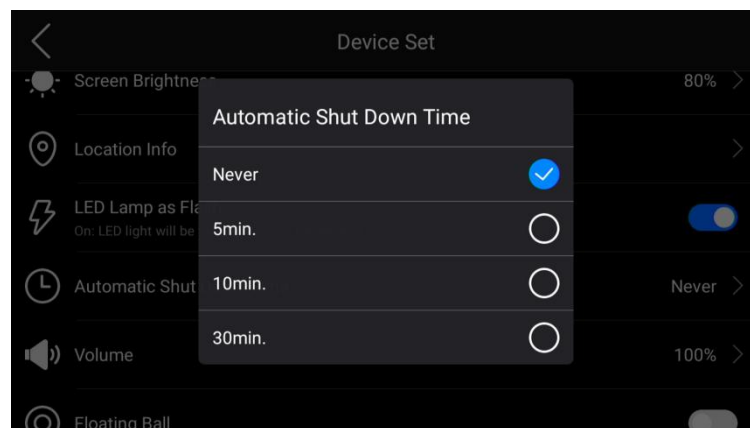 Device Set
Screen Brightne
80%
Automatic Shut Down Time
Location Info
Never
LED Lamp as Fla
On: LED light will be
5min.
Automatic Shut
10min.
Never
30min.
Volume
100%
Floating Ball